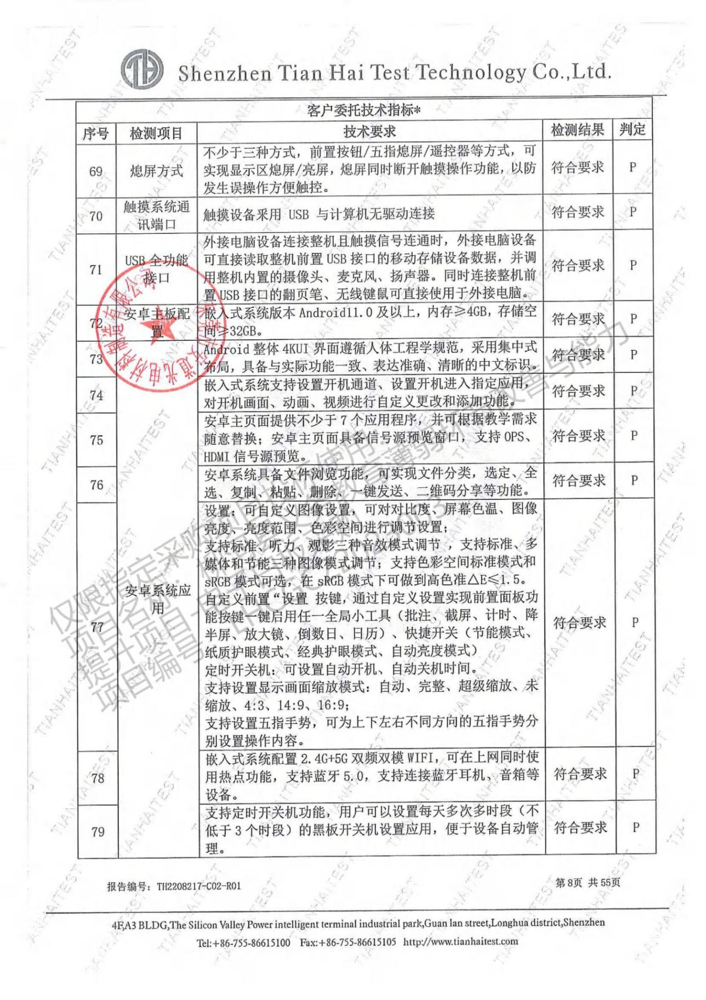 Shenzhen Tian Hai Test Technology Co.,Ltd.
客户委托技术指标*
序号 检测项目 技术要求 检测结果 判定
69 熄屏方式 不少于三种方式，前置按钮/五指熄屏/遥控器等方式，可 符合要求 P
实现显示区熄屏/亮屏，熄屏同时断开触摸操作功能，以防
发生误操作方便触控。
70 触摸系统通 触摸设备采用 USB 与计算机无驱动连接 符合要求 P
讯端口
71 USB 全功能 外接电脑设备连接整机且触摸信号连通时，外接电脑设备 符合要求 P
接口 可直接读取整机前置 USB 接口的移动存储设备数据，并调
用整机内置的摄像头、麦克风、扬声器。同时连接整机前
置 USB 接口的翻页笔、无线键鼠可直接使用于外接电脑。
72 安卓主板配 嵌入式系统版本 Android11.0 及以上，内存≥4GB，存储空 符合要求 P
置 间≥32GB。
73 Android 整体 4KUI 界面遵循人体工程学规范，采用集中式 符合要求 P
布局，具备与实际功能一致、表达准确、清晰的中文标识。
74 嵌入式系统支持设置开机通道、设置开机进入指定应用， 符合要求 P
对开机画面、动画、视频进行自定义更改和添加功能。
75 安卓主页面提供不少于 7 个应用程序，并可根据教学需求 符合要求 P
随意替换；安卓主页面具备信号源预览窗口，支持 OPS、
HDMI 信号源预览。
76 安卓系统具备文件浏览功能，可实现文件分类，选定、全 符合要求 P
选、复制、粘贴、删除、一键发送、二维码分享等功能。
77 安卓系统应 设置：可自定义图像设置，可对对比度、屏幕色温、图像 符合要求 P
用 亮度、亮度范围、色彩空间进行调节设置；
支持标准、听力、观影三种音效模式调节 ，支持标准、多
媒体和节能三种图像模式调节；支持色彩空间标准模式和
sRGB 模式可选，在 sRGB 模式下可做到高色准△E≤1.5。
自定义前置“设置 按键，通过自定义设置实现前置面板功
能按键一键启用任一全局小工具（批注、截屏、计时、降
半屏、放大镜、倒数日、日历）、快捷开关（节能模式、
纸质护眼模式、经典护眼模式、自动亮度模式）
定时开关机：可设置自动开机、自动关机时间。
支持设置显示画面缩放模式：自动、完整、超级缩放、未
缩放、4:3、14:9、16:9；
支持设置五指手势，可为上下左右不同方向的五指手势分
别设置操作内容。
78 嵌入式系统配置 2.4G+5G 双频双模 WIFI，可在上网同时使 符合要求 P
用热点功能，支持蓝牙 5.0，支持连接蓝牙耳机、音箱等
设备。
79 支持定时开关机功能，用户可以设置每天多次多时段（不 符合要求 P
低于 3 个时段）的黑板开关机设置应用，便于设备自动管
理。
报告编号：TH2208217-C02-R01 第 8页 共 55页
4F,A3 BLDG,The Silicon Valley Power intelligent terminal industrial park,Guan lan street,Longhua district,Shenzhen
Tel:+86-755-86615100 Fax:+86-755-86615105 http://www.tianhaitest.com